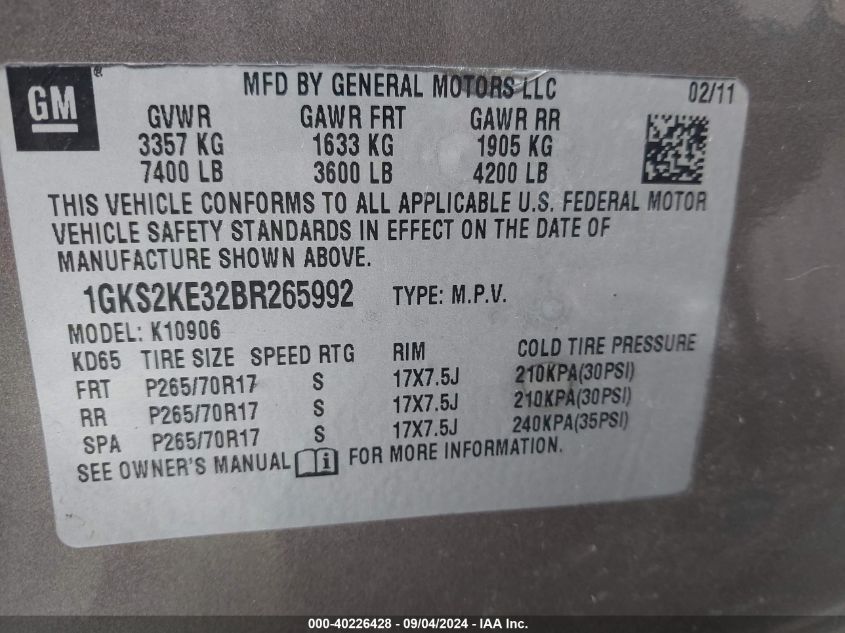 GM®
MFD BY GENERAL MOTORS LLC 02/11
GVWR GAWR FRT GAWR RR
3357 KG 1633 KG 1905 KG
7400 LB 3600 LB 4200 LB
THIS VEHICLE CONFORMS TO ALL APPLICABLE U.S. FEDERAL MOTOR
VEHICLE SAFETY STANDARDS IN EFFECT ON THE DATE OF
MANUFACTURE SHOWN ABOVE.
1GKS2KE32BR265992 TYPE: M.P.V.
MODEL: K10906
KD65 TIRE SIZE SPEED RTG RIM COLD TIRE PRESSURE
FRT P265/70R17 S 17X7.5J 210KPA(30PSI)
RR P265/70R17 S 17X7.5J 210KPA(30PSI)
SPA P265/70R17 S 17X7.5J 240KPA(35PSI)
SEE OWNER'S MANUAL i FOR MORE INFORMATION.
000-40226428 - 09/04/2024 - IAA Inc.